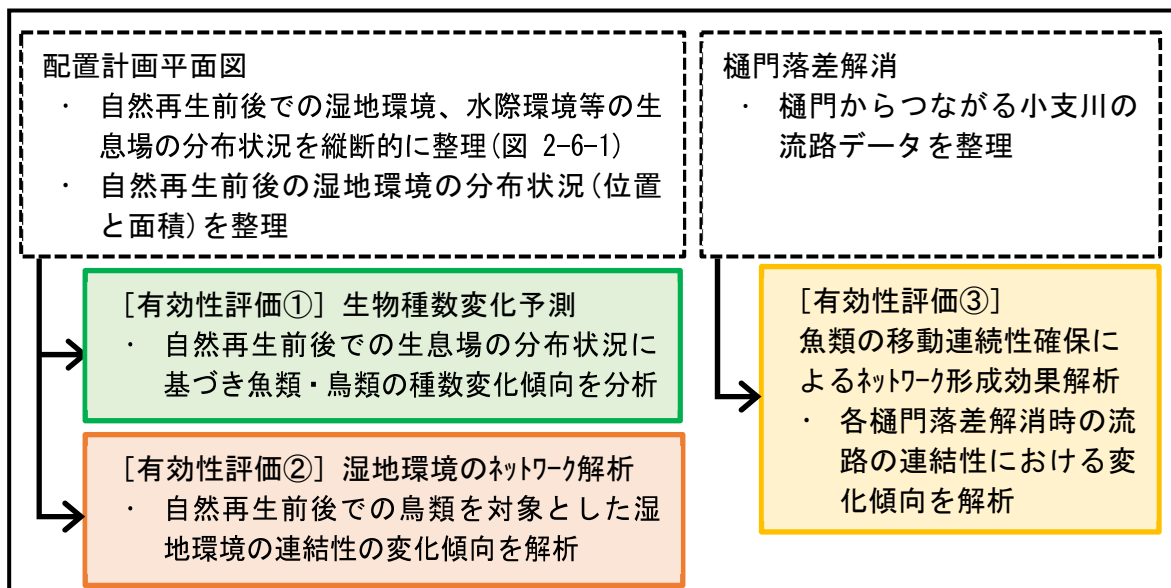 配置計画平面図
・ 自然再生前後での湿地環境、水際環境等の生
息場の分布状況を縦断的に整理(図 2-6-1)
・ 自然再生前後の湿地環境の分布状況(位置
と面積)を整理
[有効性評価①] 生物種数変化予測
・ 自然再生前後での生息場の分布状況に
基づき魚類・鳥類の種数変化傾向を分析
[有効性評価②] 湿地環境のﾈｯﾄﾜｰｸ解析
・ 自然再生前後での鳥類を対象とした湿
地環境の連結性の変化傾向を解析
樋門落差解消
・ 樋門からつながる小支川の
流路データを整理
[有効性評価③]
魚類の移動連続性確保に
よるﾈｯﾄﾜｰｸ形成効果解析
・ 各樋門落差解消時の流
路の連結性における変
化傾向を解析